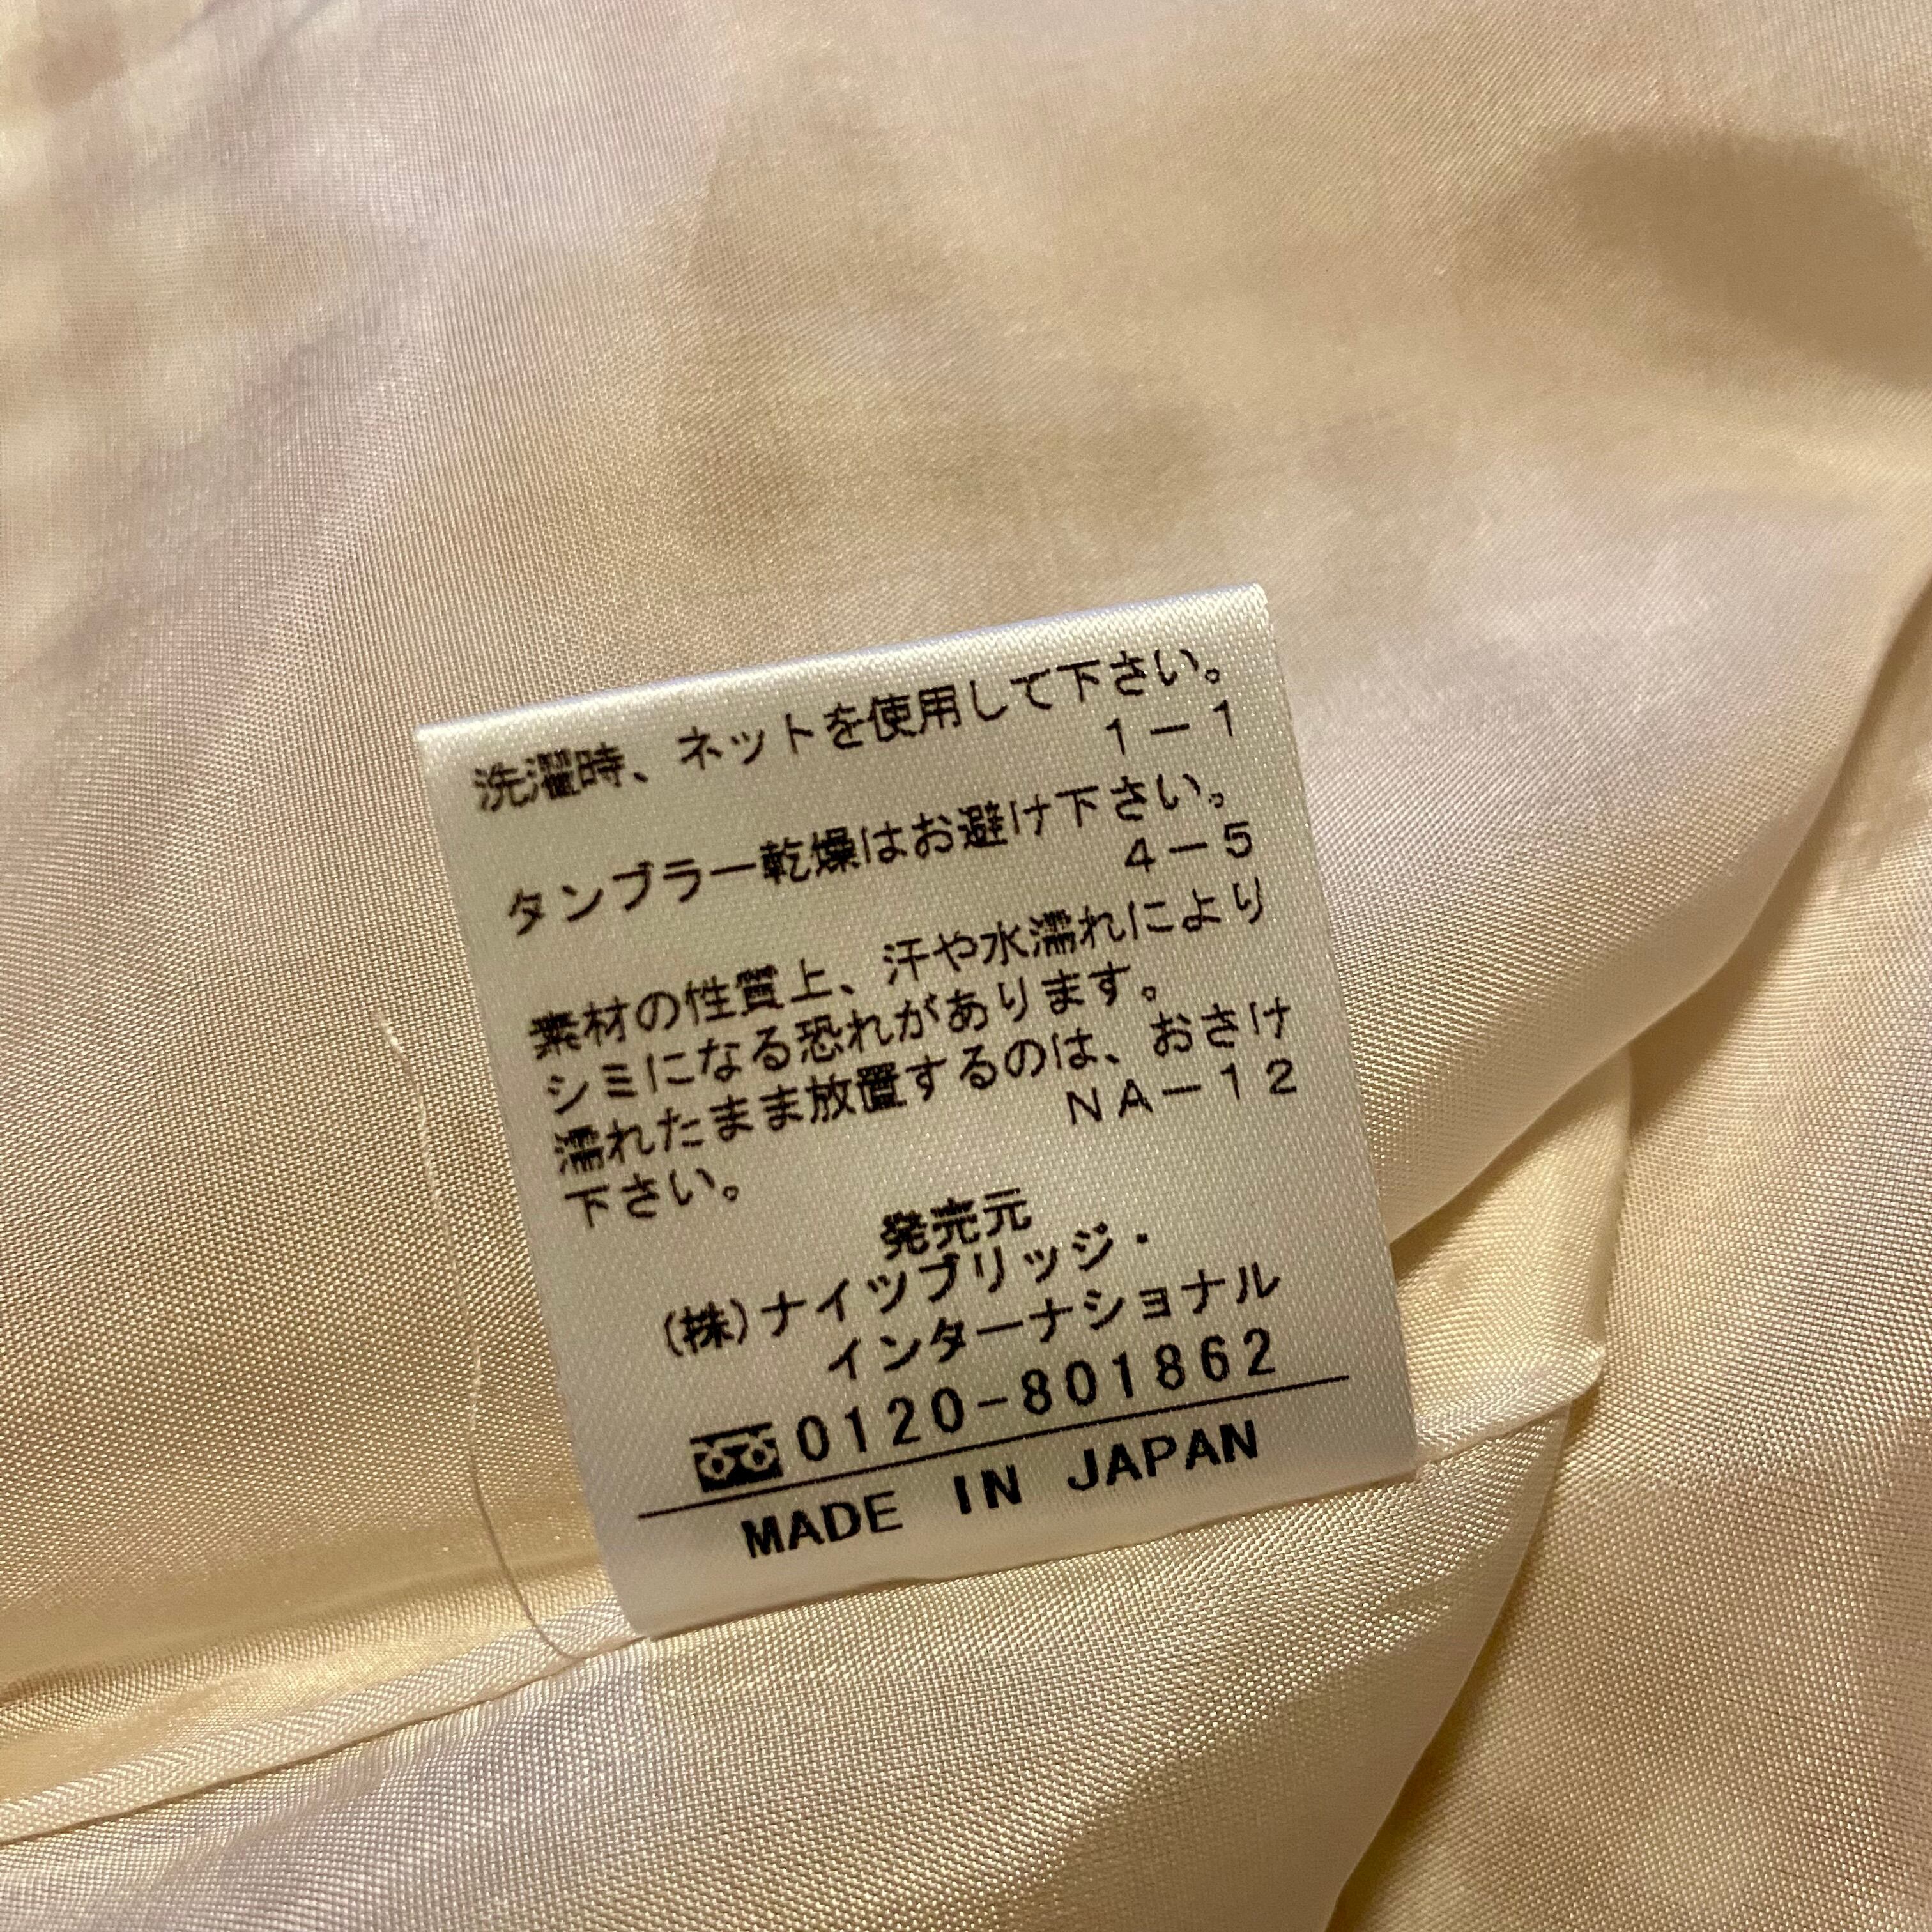 洗濯時、ネットを使用して下さい。
1－1
タンブラー乾燥はお避け下さい。
4－5
素材の性質上、汗や水濡れにより
シミになる恐れがあります。
濡れたまま放置するのは、おさけ
下さい。
NA－12
発売元
(株)ナイツブリッジ・
インターナショナル
0120-801862
MADE IN JAPAN